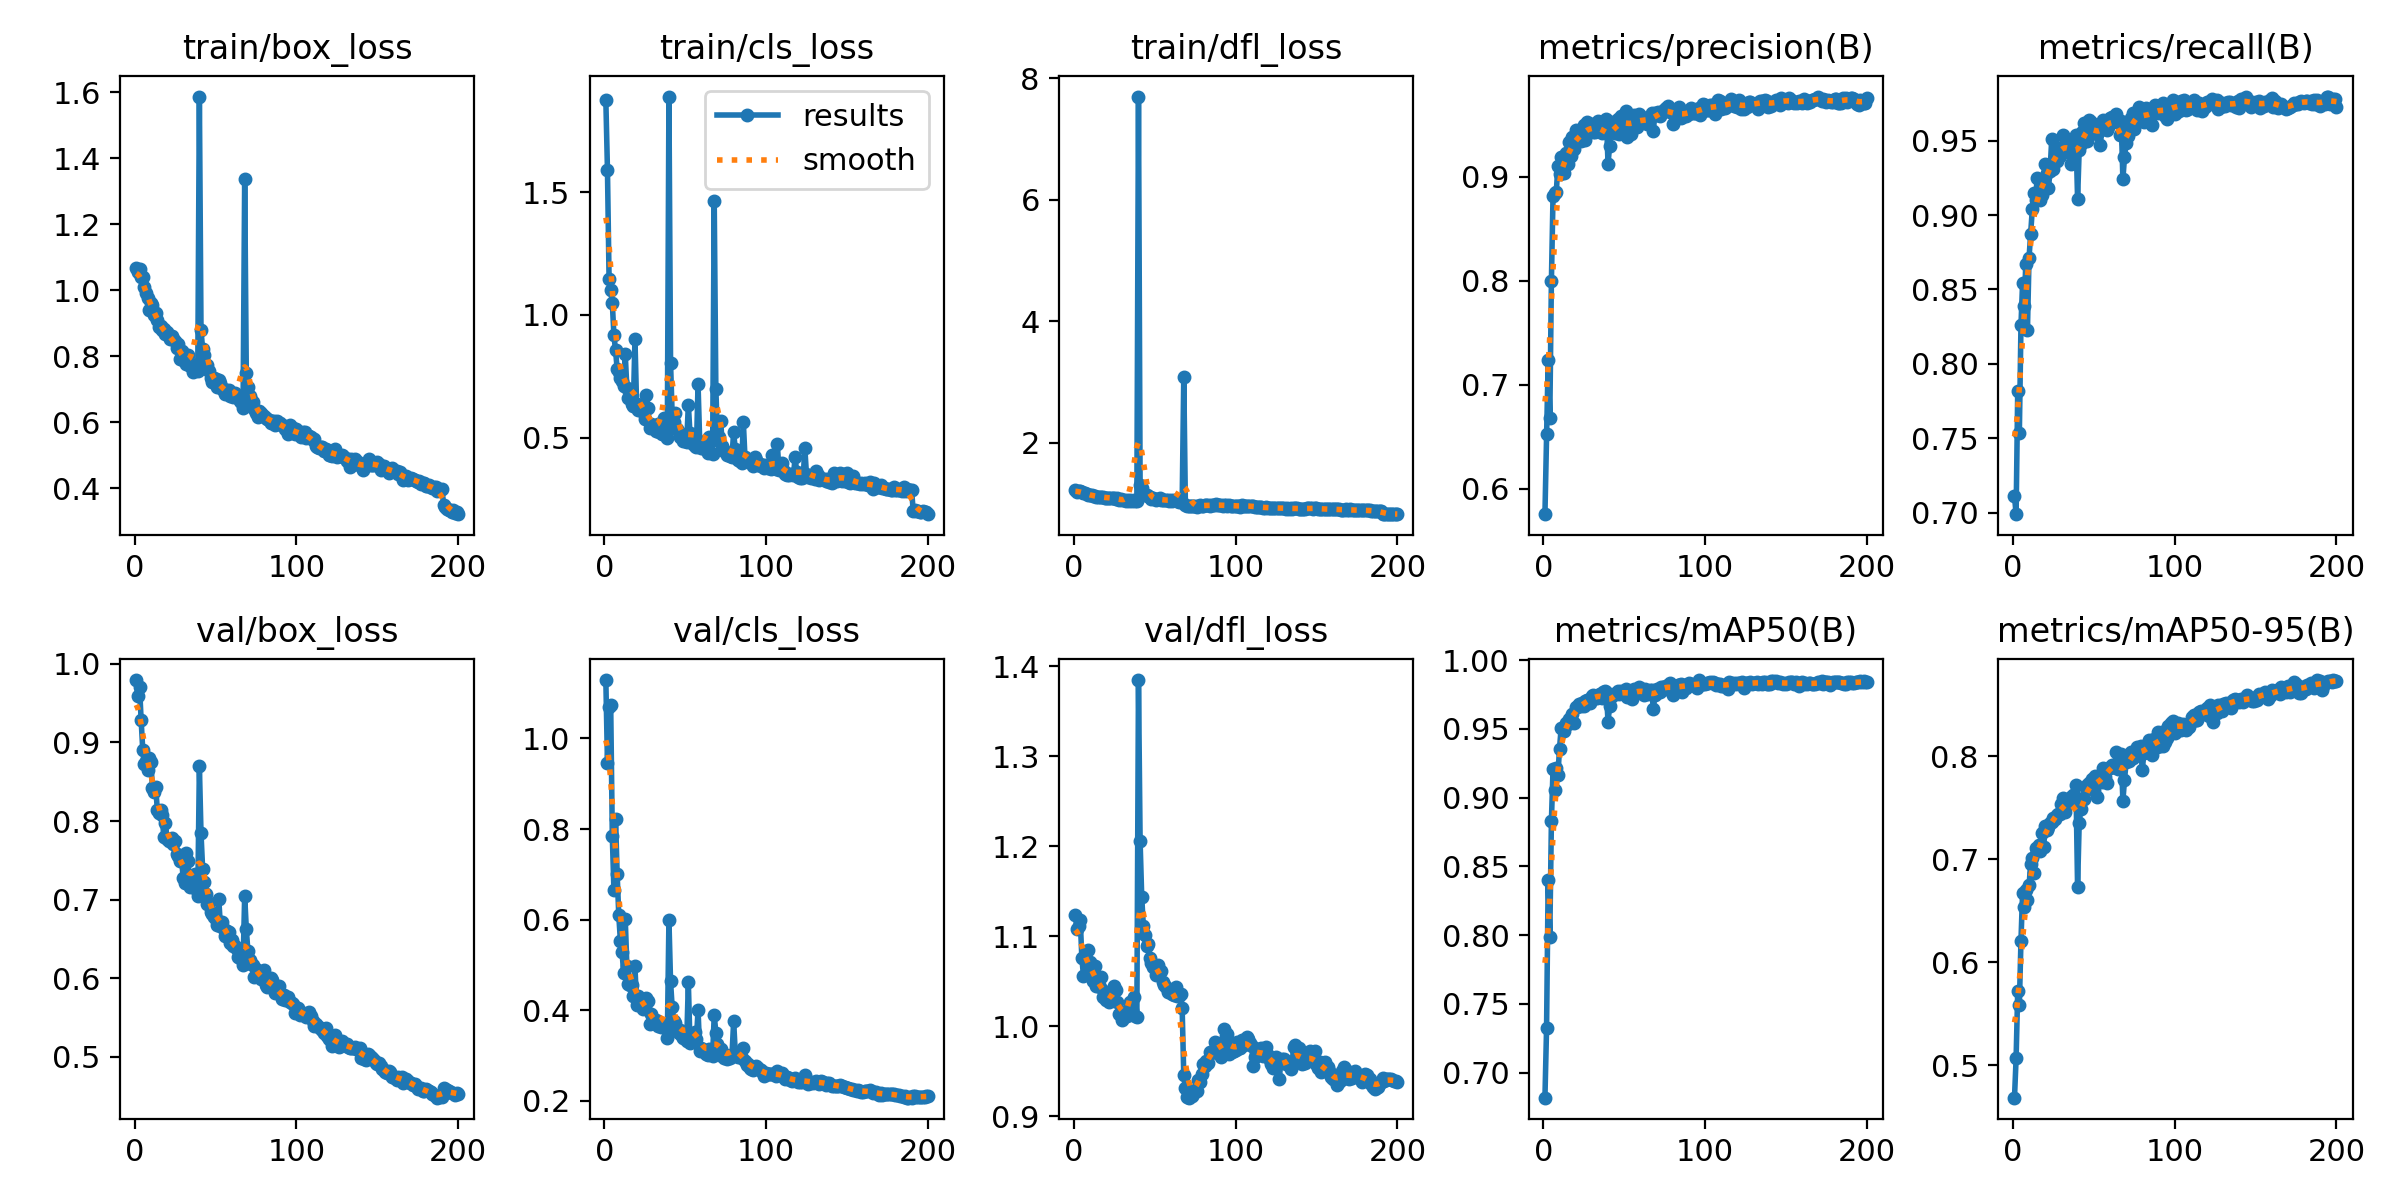 train/box_loss
1.6
1.4
1.2
1.0
0.8
0.6
0.4
0 100 200
train/cls_loss
results
smooth
1.5
1.0
0.5
0 100 200
train/dfl_loss
8
6
4
2
0 100 200
metrics/precision(B)
0.9
0.8
0.7
0.6
0 100 200
metrics/recall(B)
0.95
0.90
0.85
0.80
0.75
0.70
0 100 200
val/box_loss
1.0
0.9
0.8
0.7
0.6
0.5
0 100 200
val/cls_loss
1.0
0.8
0.6
0.4
0.2
0 100 200
val/dfl_loss
1.4
1.3
1.2
1.1
1.0
0.9
0 100 200
metrics/mAP50(B)
1.00
0.95
0.90
0.85
0.80
0.75
0.70
0 100 200
metrics/mAP50-95(B)
0.8
0.7
0.6
0.5
0 100 200